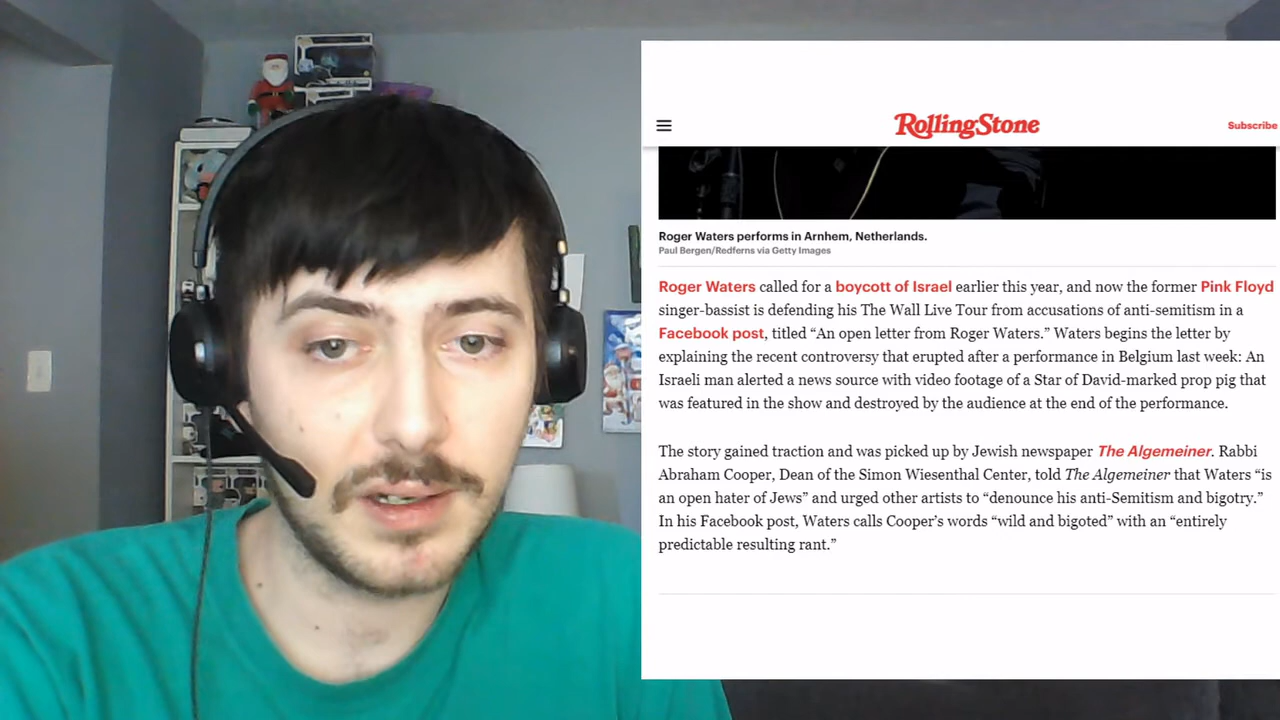 RollingStone
Subscribe
Roger Waters performs in Arnhem, Netherlands.
Paul Bergen/Redferns via Getty Images
Roger Waters called for a boycott of Israel earlier this year, and now the former Pink Floyd
singer-bassist is defending his The Wall Live Tour from accusations of anti-semitism in a
Facebook post, titled “An open letter from Roger Waters.” Waters begins the letter by
explaining the recent controversy that erupted after a performance in Belgium last week: An
Israeli man alerted a news source with video footage of a Star of David-marked prop pig that
was featured in the show and destroyed by the audience at the end of the performance.
The story gained traction and was picked up by Jewish newspaper The Algemeiner. Rabbi
Abraham Cooper, Dean of the Simon Wiesenthal Center, told The Algemeiner that Waters “is
an open hater of Jews” and urged other artists to “denounce his anti-Semitism and bigotry.”
In his Facebook post, Waters calls Cooper’s words “wild and bigoted” with an “entirely
predictable resulting rant.”